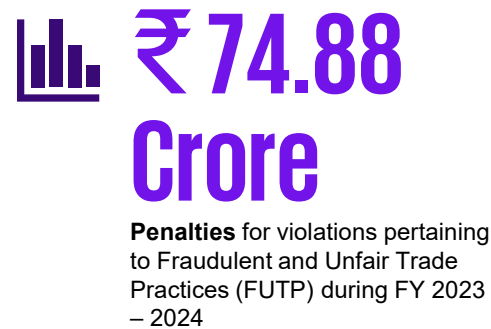 ₹ 74.88
Crore
Penalties for violations pertaining
to Fraudulent and Unfair Trade
Practices (FUTP) during FY 2023
– 2024